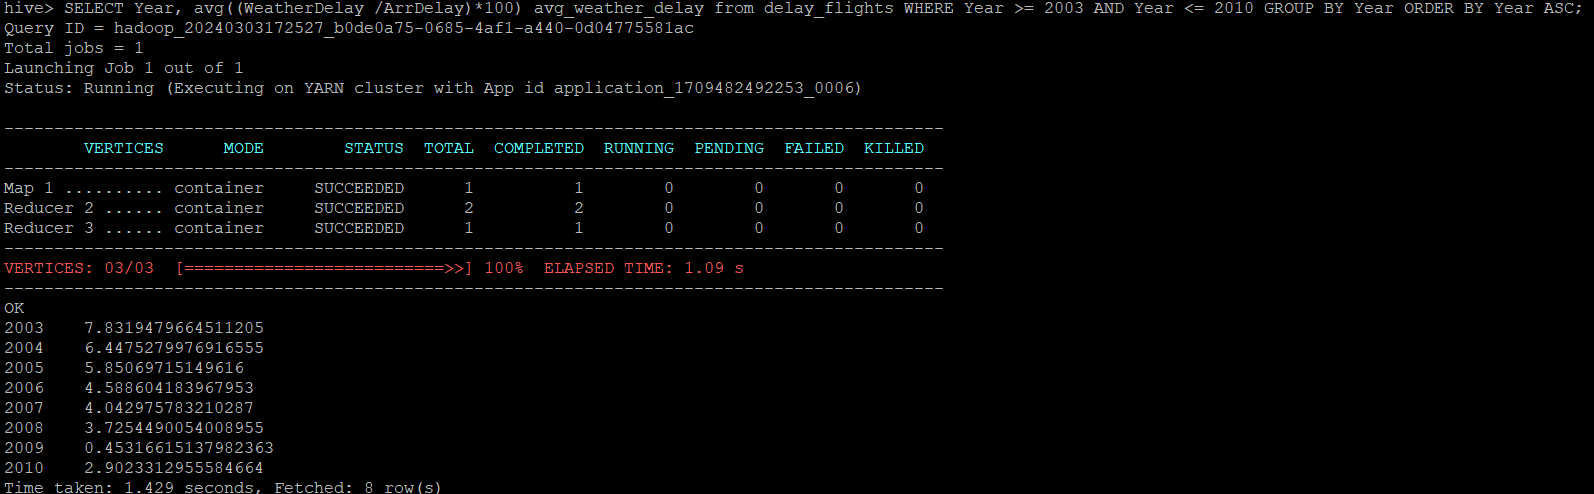 hive> SELECT Year, avg((WeatherDelay /ArrDelay)*100) avg_weather_delay from delay_flights WHERE Year >= 2003 AND Year <= 2010 GROUP BY Year ORDER BY Year ASC;
Query ID = hadoop_20240303172527_b0de0a75-0685-4af1-a440-0d04775581ac
Total jobs = 1
Launching Job 1 out of 1
Status: Running (Executing on YARN cluster with App id application_1709482492253_0006)

----------------------------------------------------------------------------------------------
        VERTICES      MODE        STATUS  TOTAL  COMPLETED  RUNNING  PENDING  FAILED  KILLED
----------------------------------------------------------------------------------------------
Map 1 .......... container     SUCCEEDED      1          1        0        0       0       0
Reducer 2 ...... container     SUCCEEDED      2          2        0        0       0       0
Reducer 3 ...... container     SUCCEEDED      1          1        0        0       0       0
----------------------------------------------------------------------------------------------
VERTICES: 03/03  [==========================>>] 100%  ELAPSED TIME: 1.09 s
----------------------------------------------------------------------------------------------
OK
2003    7.8319479664511205
2004    6.4475279976916555
2005    5.85069715149616
2006    4.588604183967953
2007    4.042975783210287
2008    3.7254490054008955
2009    0.45316615137982363
2010    2.9023312955584664
Time taken: 1.429 seconds, Fetched: 8 row(s)